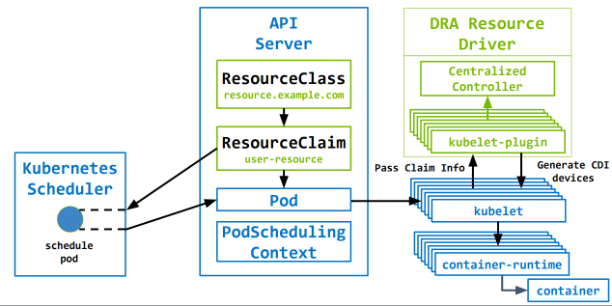 API
Server
ResourceClass
resource.example.com
ResourceClaim
user-resource
Pod
PodScheduling
Context
Kubernetes
Scheduler
schedule
pod
DRA Resource
Driver
Centralized
Controller
kubelet-plugin
Pass Claim Info
Generate CDI
devices
kubelet
container-runtime
container